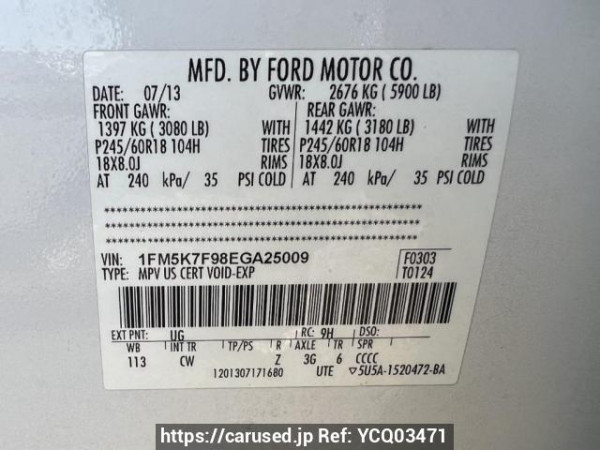 MFD. BY FORD MOTOR CO.
DATE: 07/13 GVWR: 2676 KG ( 5900 LB)
FRONT GAWR: REAR GAWR:
1397 KG ( 3080 LB) WITH 1442 KG ( 3180 LB) WITH
P245/60R18 104H TIRES P245/60R18 104H TIRES
18X8.0J RIMS 18X8.0J RIMS
AT 240 kPa/ 35 PSI COLD AT 240 kPa/ 35 PSI COLD
VIN: 1FM5K7F98EGA25009 F0303
TYPE: MPV US CERT VOID-EXP T0124
EXT PNT: UG RC: 9H DSO:
WB INT TR TP/PS R AXLE TR SPR
113 CW Z 3G 6 CCCC
1201307171680 UTE ▽5U5A-1520472-BA
https://carused.jp Ref: YCQ03471